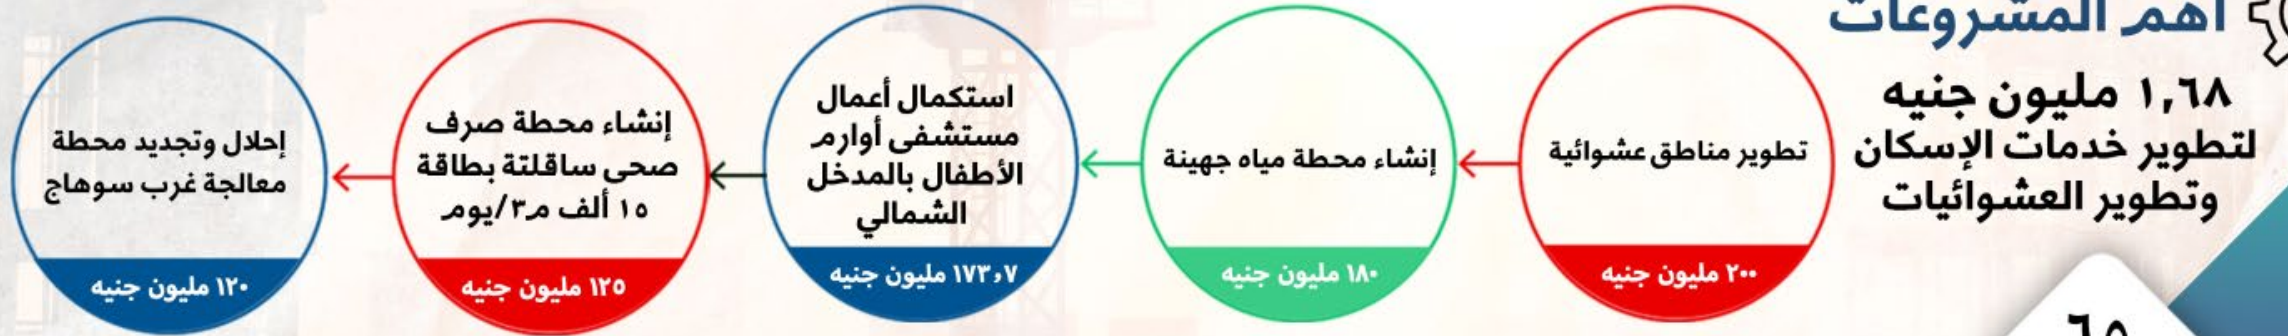 أهم المشروعات
١,٦٨ مليون جنيه
لتطوير خدمات الإسكان
وتطوير العشوائيات
تطوير مناطق عشوائية
٢٠٠ مليون جنيه
إنشاء محطة مياه جهينة
١٨٠ مليون جنيه
استكمال أعمال
مستشفى أوارم
الأطفال بالمدخل
الشمالي
١٧٣٫٧ مليون جنيه
إنشاء محطة صرف
صحى ساقلتة بطاقة
١٥ ألف م٣/يوم
١٢٥ مليون جنيه
إحلال وتجديد محطة
معالجة غرب سوهاج
١٢٠ مليون جنيه
٦٥